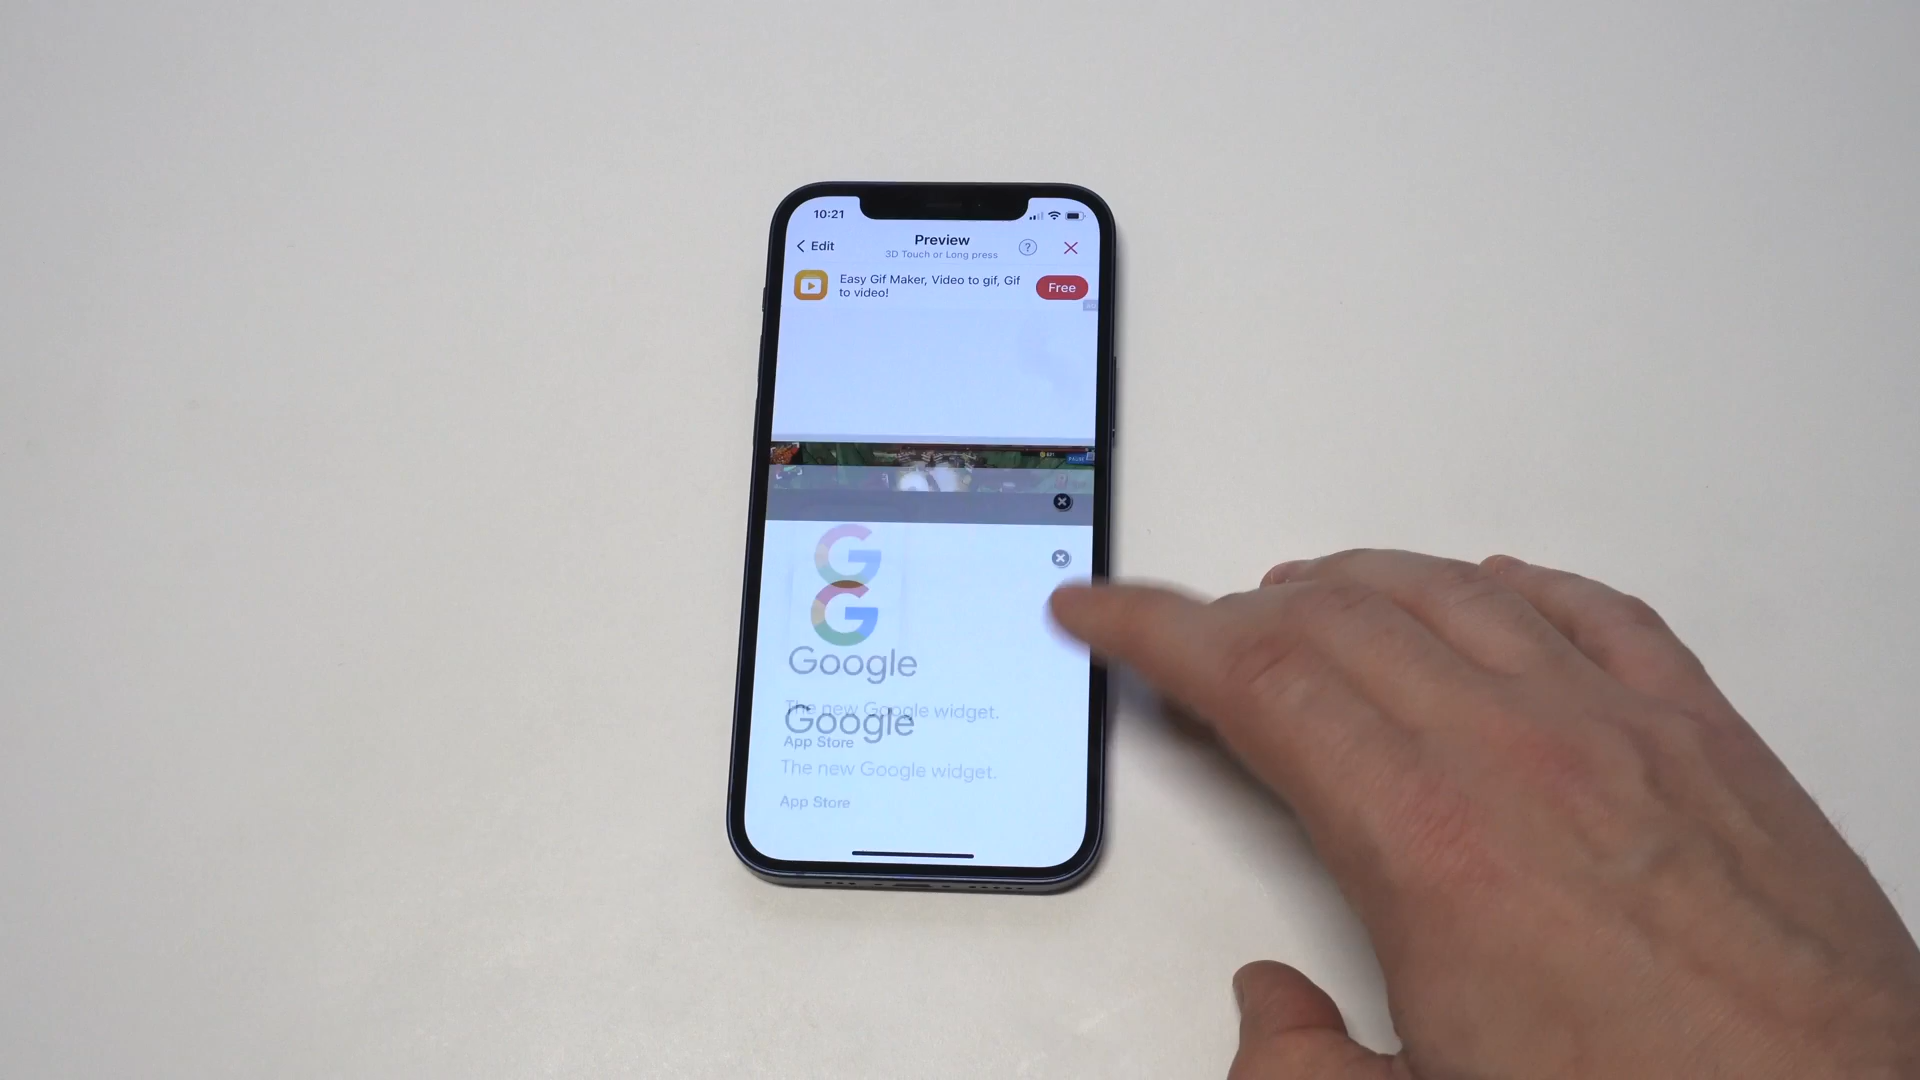 10:21
Edit
Preview
3D Touch or Long press
?
Easy Gif Maker, Video to gif, Gif
to video!
Free
Google
The new Google widget.
Google
App Store
The new Google widget.
App Store